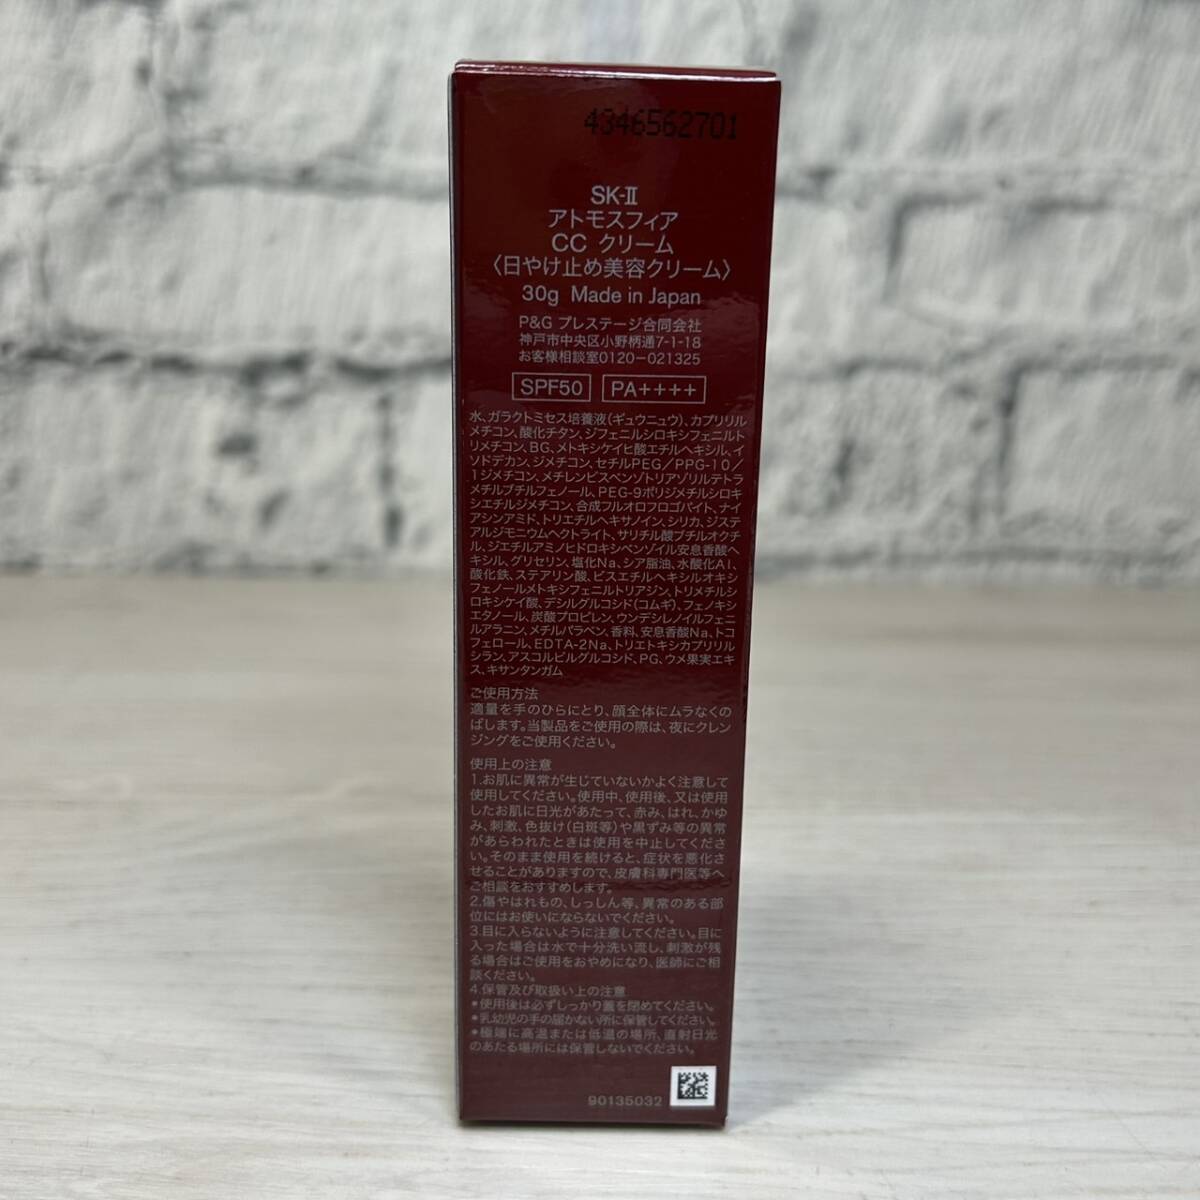 4346562701
SK-II
アトモスフィア
CC クリーム
〈日やけ止め美容クリーム〉
30g Made in Japan
P&G プレステージ合同会社
神戸市中央区小野柄通7-1-18
お客様相談室0120-021325
SPF50 PA++++
水、ガラクトミセス培養液(ギュウニュウ)、カプリリル
メチコン、酸化チタン、ジフェニルシロキシフェニルト
リメチコン、BG、メトキシケイヒ酸エチルヘキシル、イ
ソドデカン、ジメチコン、セチルPEG/PPG-10/
1ジメチコン、メチレンビスベンゾトリアゾリルテトラ
メチルブチルフェノール、PEG-9ポリジメチルシロキ
シエチルジメチコン、合成フルオロフロゴパイト、ナイ
アシンアミド、トリエチルヘキサノイン、シリカ、ジステ
アルジモニウムヘクトライト、サリチル酸ブチルオクチ
ル、ジエチルアミノヒドロキシベンゾイル安息香酸ヘ
キシル、グリセリン、塩化Na、シア脂油、水酸化Al、
酸化鉄、ステアリン酸、ビスエチルヘキシルオキシ
フェノールメトキシフェニルトリアジン、トリメチルシ
ロキシケイ酸、デシルグルコシド(コムギ)、フェノキシ
エタノール、炭酸プロピレン、ウンデシレノイルフェニ
ルアラニン、メチルパラベン、香料、安息香酸Na、トコ
フェロール、EDTA-2Na、トリエトキシカプリリル
シラン、アスコルビルグルコシド、PG、ウメ果実エキ
ス、キサンタンガム
ご使用方法
適量を手のひらにとり、顔全体にムラなくの
ばします。当製品をご使用の際は、夜にクレン
ジングをご使用ください。
使用上の注意
1.お肌に異常が生じていないかよく注意して
使用してください。使用中、使用後、又は使用
したお肌に日光があたって、赤み、はれ、かゆ
み、刺激、色抜け(白斑等)や黒ずみ等の異常
があらわれたときは使用を中止してくださ
い。そのまま使用を続けると、症状を悪化さ
せることがありますので、皮膚科専門医等へ
ご相談をおすすめします。
2.傷やはれもの、しっしん等、異常のある部
位にはお使いにならないでください。
3.目に入らないように注意してください。目に
入った場合は水で十分洗い流し、刺激が残
る場合はご使用をおやめになり、医師にご相
談ください。
4.保管及び取扱い上の注意
•使用後は必ずしっかり蓋を閉めてください。
•乳幼児の手の届かない所に保管してください。
•極端に高温または低温の場所、直射日光
のあたる場所には保管しないでください。
90135032